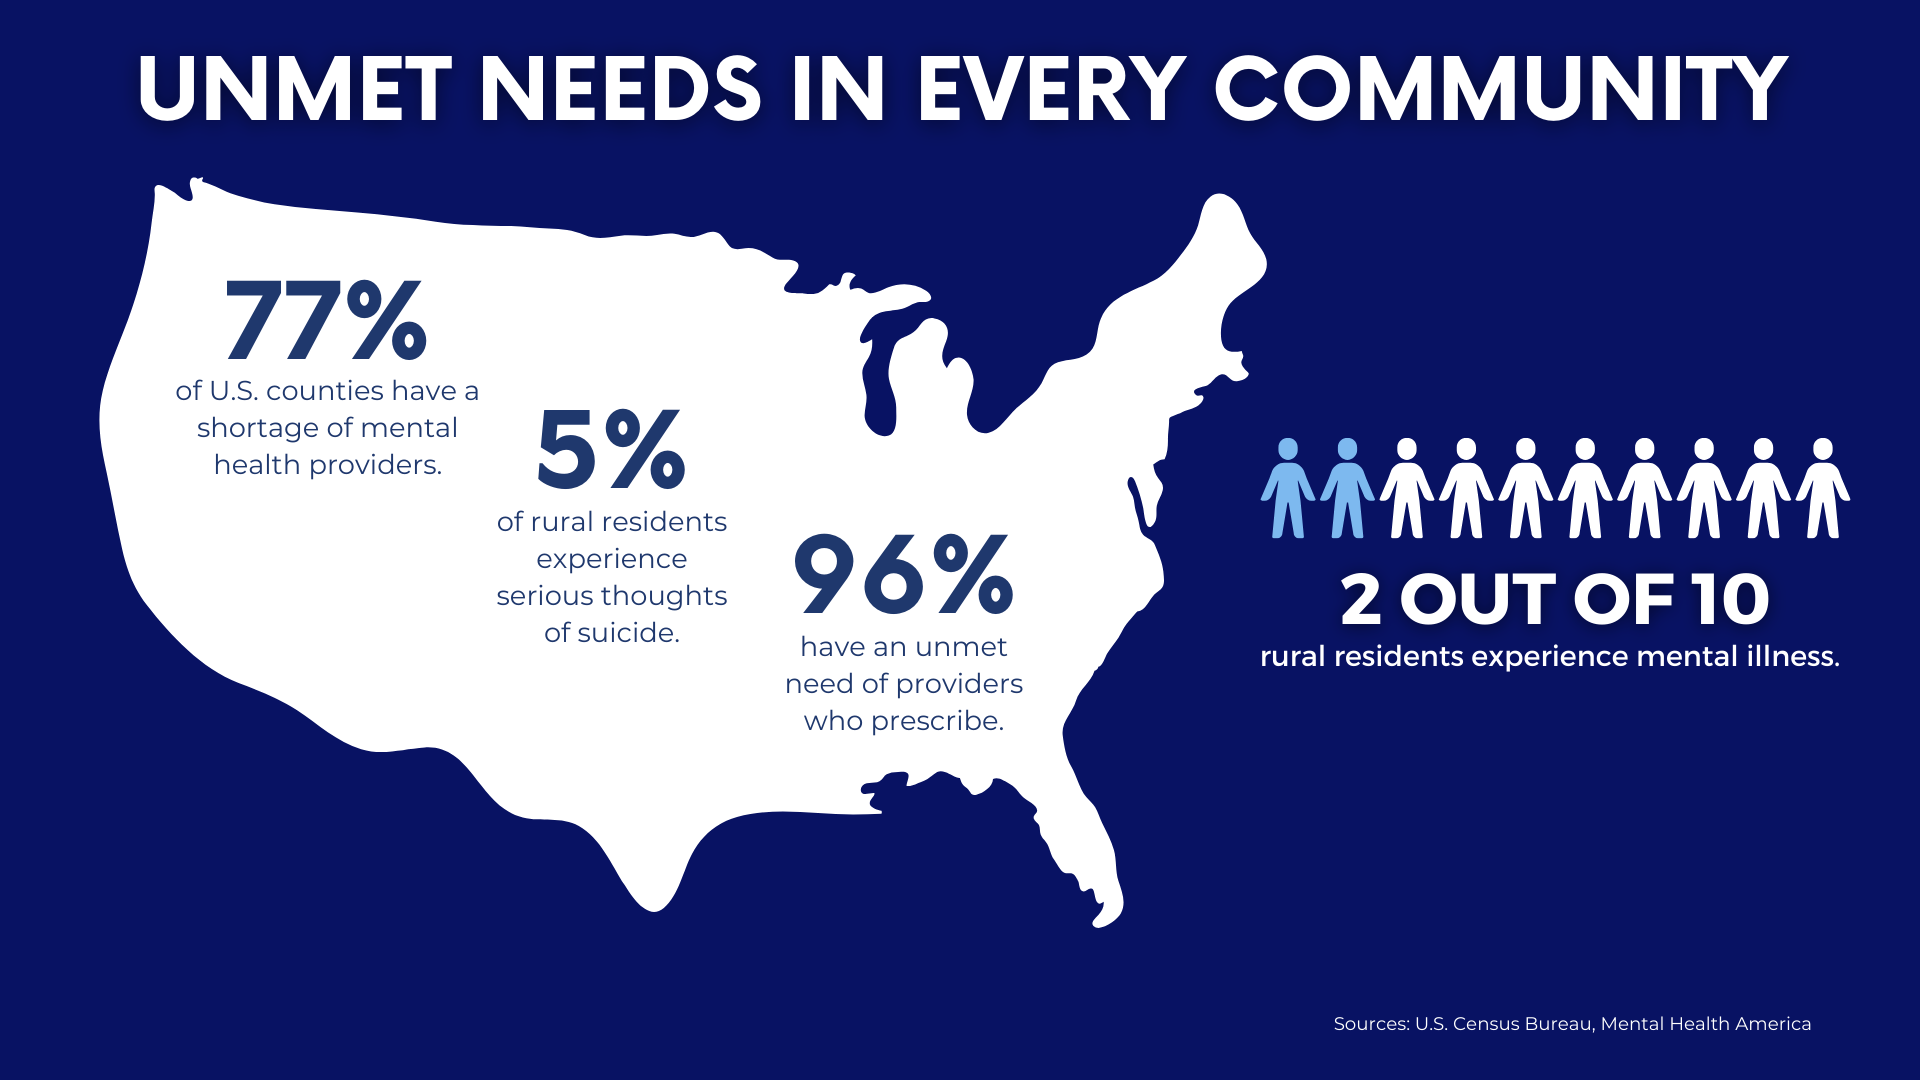 UNMET NEEDS IN EVERY COMMUNITY
77%
of U.S. counties have a
shortage of mental
health providers.
5%
of rural residents
experience
serious thoughts
of suicide.
96%
have an unmet
need of providers
who prescribe.
2 OUT OF 10
rural residents experience mental illness.
Sources: U.S. Census Bureau, Mental Health America